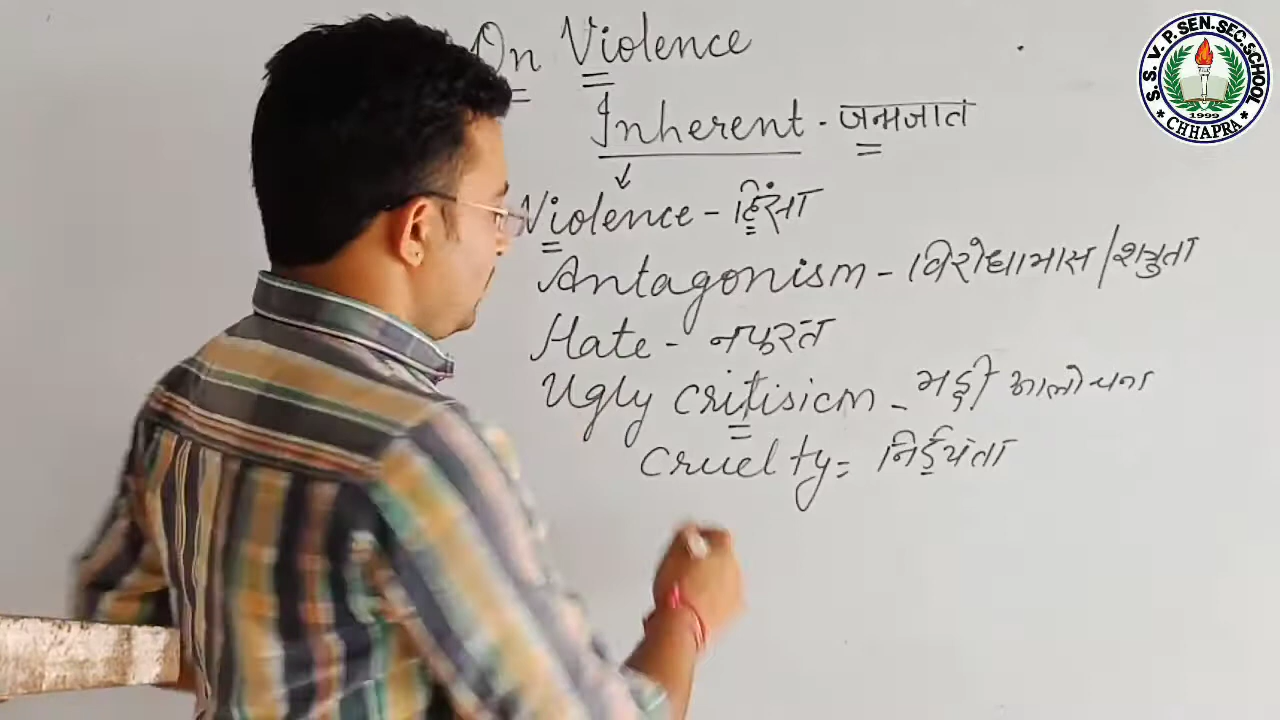 On Violence
Inherent - जन्मजात
Violence - हिंसा
Antagonism - विरोधाभास/शत्रुता
Hate - नफरत
Ugly critisicm - भद्दी आलोचना
Cruelty = निर्दयता
S. S. V. P. SEN. SEC. SCHOOL
1999
CHHAPRA